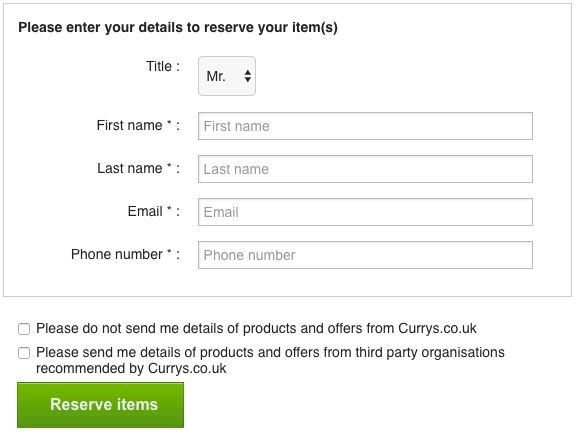 Please enter your details to reserve your item(s)
Title :
Mr.
First name * :
First name
Last name * :
Last name
Email * :
Email
Phone number * :
Phone number
Please do not send me details of products and offers from Currys.co.uk
Please send me details of products and offers from third party organisations
recommended by Currys.co.uk
Reserve items